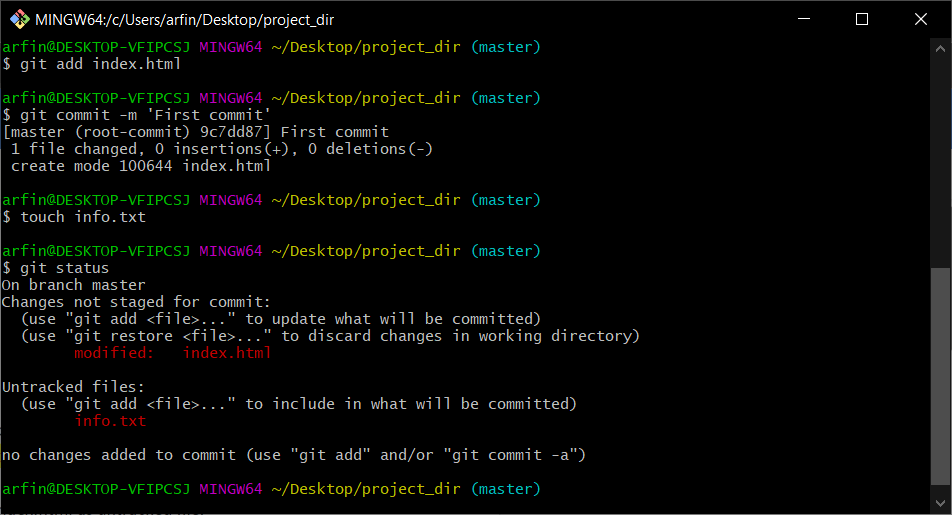 MINGW64:/c/Users/arfin/Desktop/project_dir
arfin@DESKTOP-VFIPCSJ MINGW64 ~/Desktop/project_dir (master)
$ git add index.html
arfin@DESKTOP-VFIPCSJ MINGW64 ~/Desktop/project_dir (master)
$ git commit -m 'First commit'
[master (root-commit) 9c7dd87] First commit
1 file changed, 0 insertions(+), 0 deletions(-)
create mode 100644 index.html
arfin@DESKTOP-VFIPCSJ MINGW64 ~/Desktop/project_dir (master)
$ touch info.txt
arfin@DESKTOP-VFIPCSJ MINGW64 ~/Desktop/project_dir (master)
$ git status
On branch master
Changes not staged for commit:
(use "git add <file>..." to update what will be committed)
(use "git restore <file>..." to discard changes in working directory)
modified:   index.html
Untracked files:
(use "git add <file>..." to include in what will be committed)
info.txt
no changes added to commit (use "git add" and/or "git commit -a")
arfin@DESKTOP-VFIPCSJ MINGW64 ~/Desktop/project_dir (master)